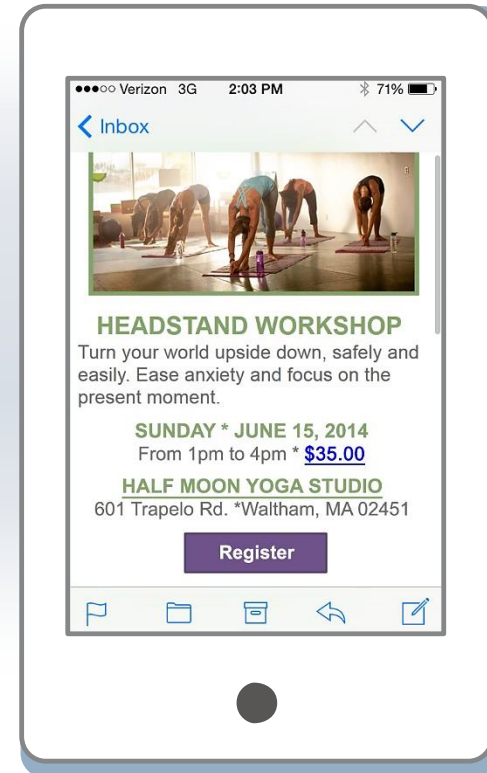 ●●●○○ Verizon 3G 2:03 PM 71%
Inbox
HEADSTAND WORKSHOP
Turn your world upside down, safely and
easily. Ease anxiety and focus on the
present moment.
SUNDAY * JUNE 15, 2014
From 1pm to 4pm * $35.00
HALF MOON YOGA STUDIO
601 Trapelo Rd. *Waltham, MA 02451
Register